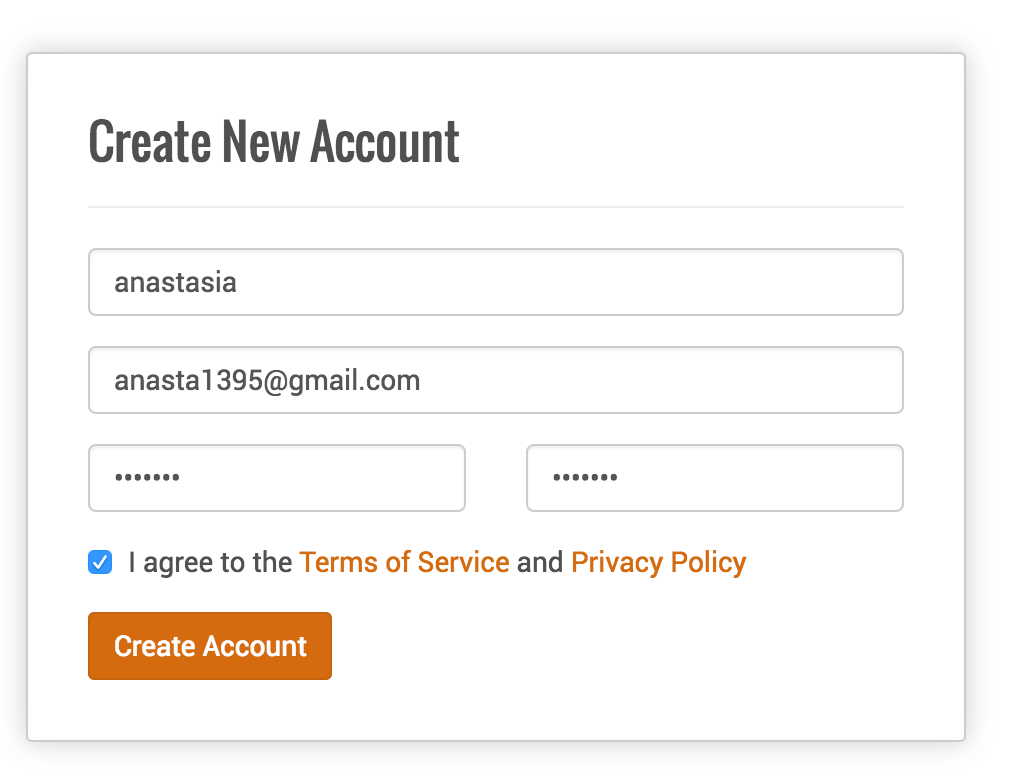 Create New Account
anastasia
anasta1395@gmail.com
••••••• •••••••
I agree to the Terms of Service and Privacy Policy
Create Account